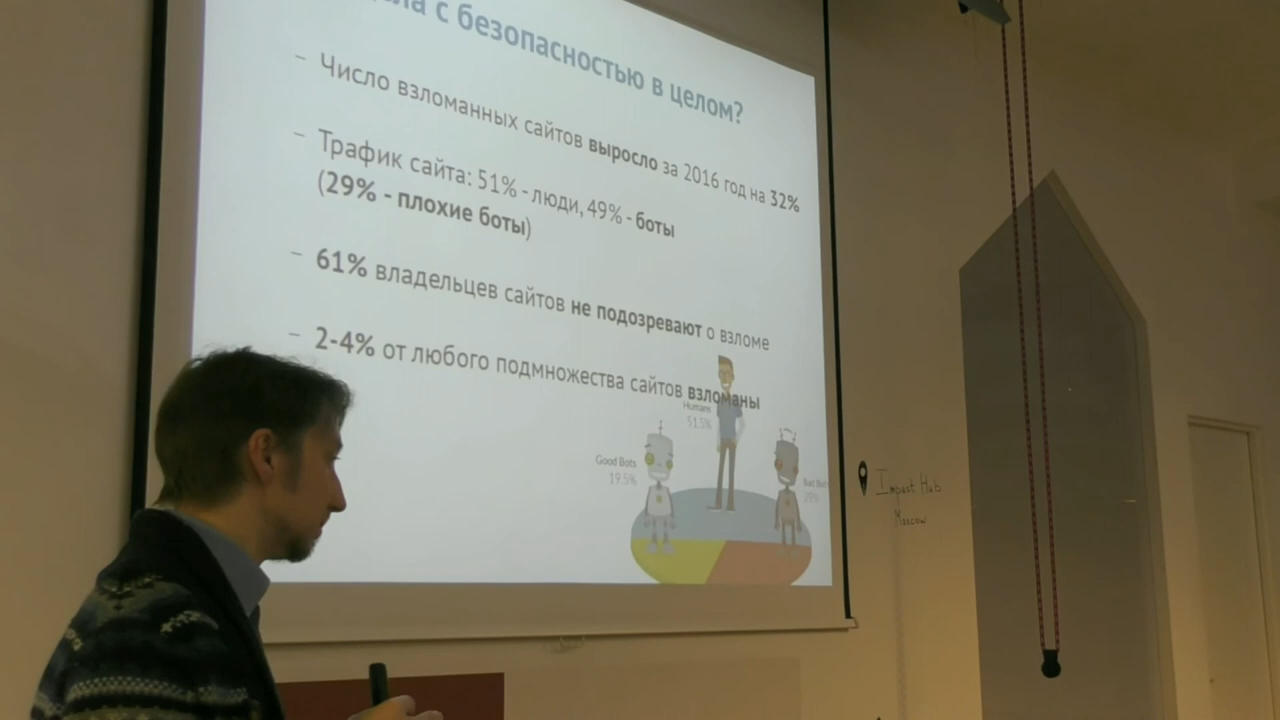 с безопасностью в целом?
– Число взломанных сайтов выросло за 2016 год на 32%
– Трафик сайта: 51% - люди, 49% - боты
(29% - плохие боты)
– 61% владельцев сайтов не подозревают о взломе
– 2-4% от любого подмножества сайтов взломаны
Humans
51.5%
Good Bots
19.5%
Bad
29%
Impact Hub
Moscow